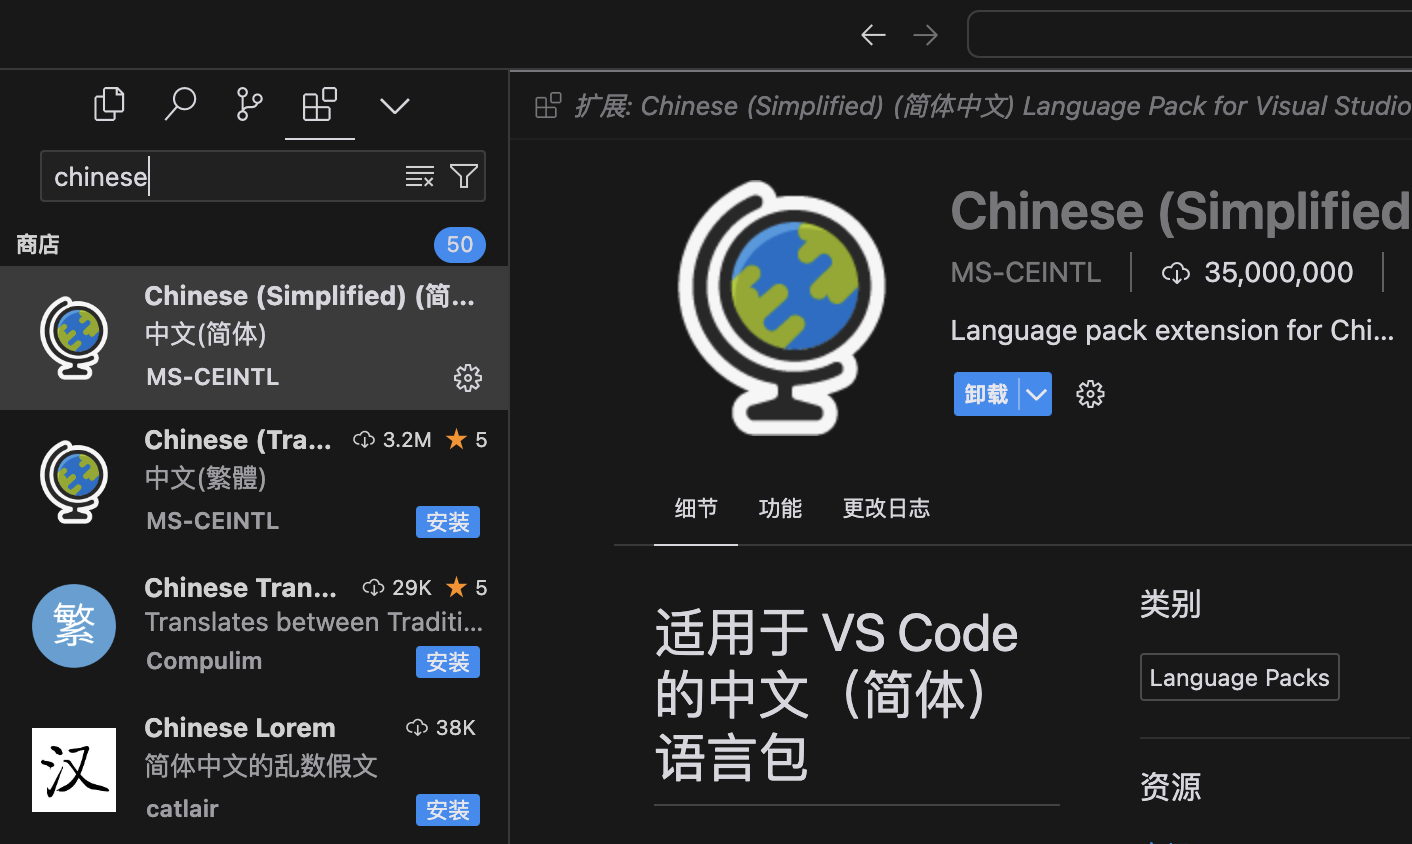 扩展: Chinese (Simplified) (简体中文) Language Pack for Visual Studio
chinese
商店
50
Chinese (Simplified) (简...
中文(简体)
MS-CEINTL
Chinese (Tra... 3.2M 5
中文(繁體)
MS-CEINTL
安装
繁
Chinese Tran... 29K 5
Translates between Traditi...
Compulim
安装
汉
Chinese Lorem 38K
简体中文的乱数假文
catlair
安装
Chinese (Simplified
MS-CEINTL 35,000,000
Language pack extension for Chi...
卸载
细节 功能 更改日志
适用于 VS Code
的中文（简体）
语言包
类别
Language Packs
资源